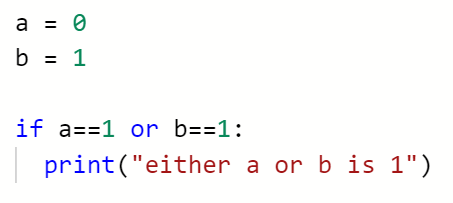 a = 0
b = 1
if a==1 or b==1:
  print("either a or b is 1")